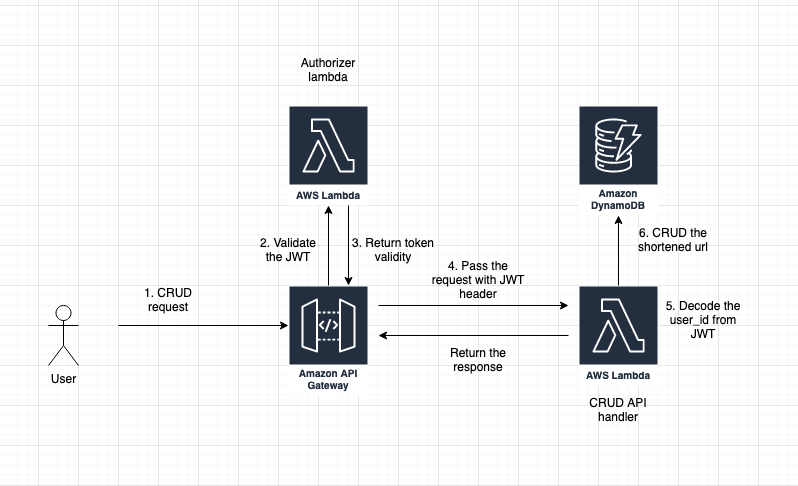 Authorizer
lambda
AWS Lambda
Amazon
DynamoDB
2. Validate
the JWT
3. Return token
validity
6. CRUD the
shortened url
1. CRUD
request
4. Pass the
request with JWT
header
5. Decode the
user_id from
JWT
User
Amazon API
Gateway
Return the
response
AWS Lambda
CRUD API
handler